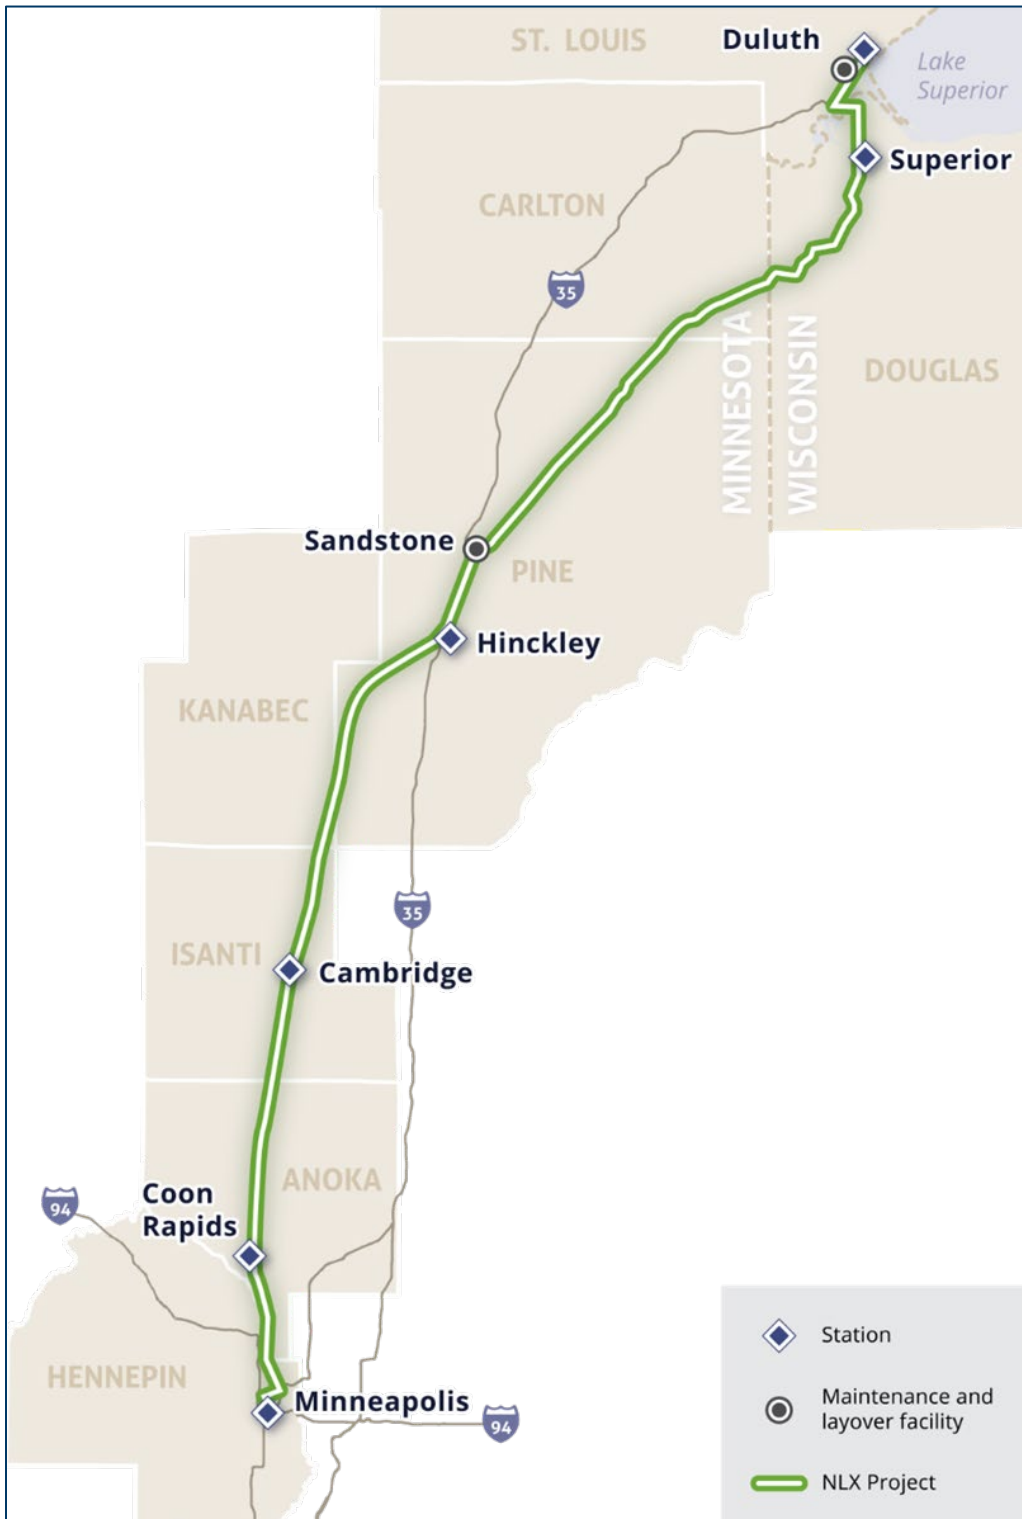 ST. LOUIS
Duluth
Lake
Superior
Superior
CARLTON
35
MINNESOTA
WISCONSIN
DOUGLAS
Sandstone
PINE
Hinckley
KANABEC
35
ISANTI
Cambridge
ANOKA
Coon
Rapids
94
HENNEPIN
Minneapolis
94
Station
Maintenance and
layover facility
NLX Project